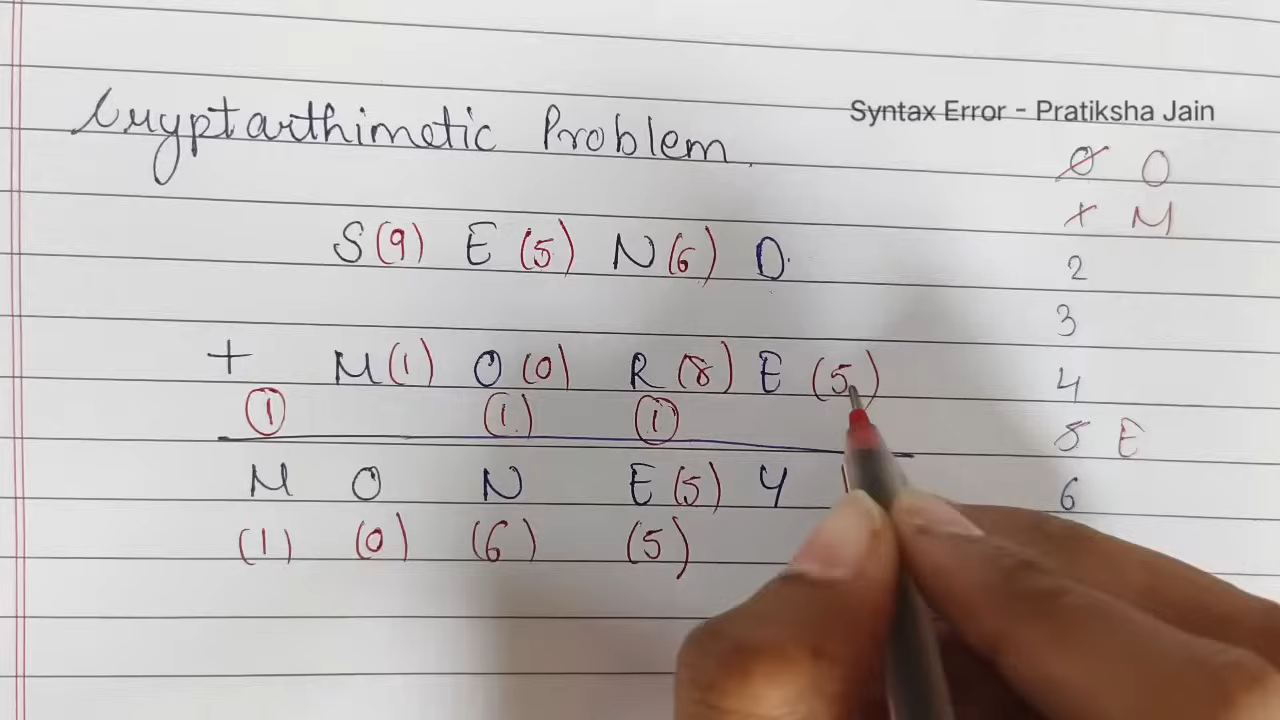 Cryptarthimetic Problem.
Syntax Error - Pratiksha Jain
0 O
1 M
2
3
4
5 E
6
S(9) E(5) N(6) D
+ M(1) O(0) R(8) E(5)
1 1 1
M O N E(5) Y
(1) (0) (6) (5)